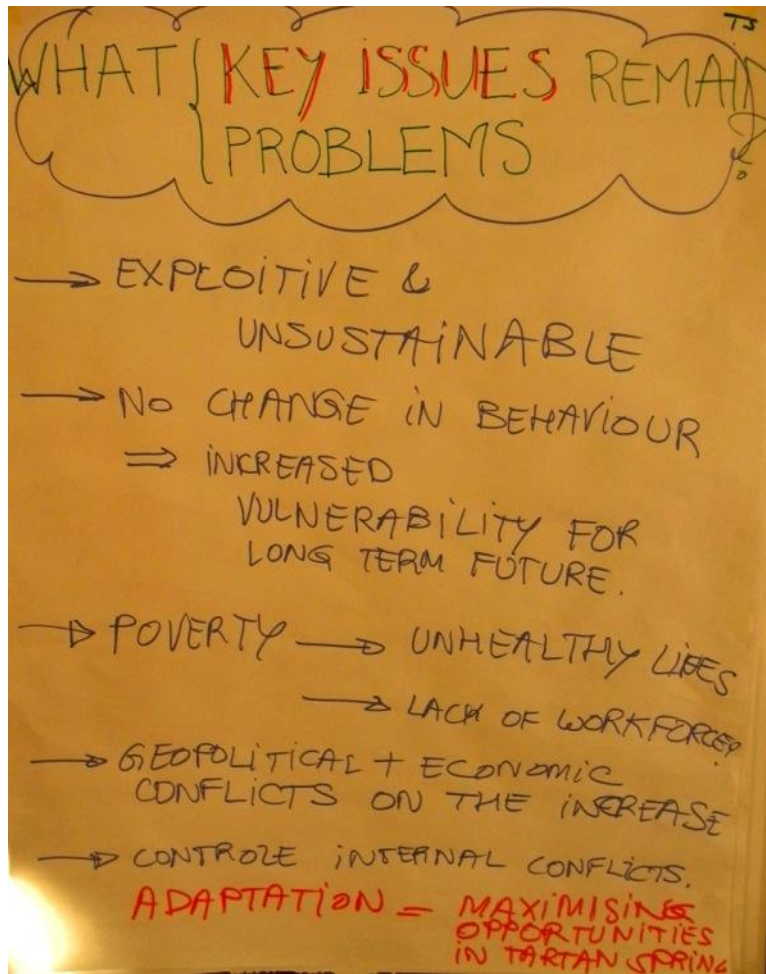 TS
WHAT { KEY ISSUES REMAIN?
PROBLEMS
→ EXPLOITIVE &
UNSUSTAINABLE
→ NO CHANGE IN BEHAVIOUR
⇒ INCREASED
VULNERABILITY FOR
LONG TERM FUTURE.
→ POVERTY → UNHEALTHY LIVES
→ LACK OF WORKFORCE?
→ GEOPOLITICAL + ECONOMIC
CONFLICTS ON THE INCREASE
→ CONTROLE INTERNAL CONFLICTS.
ADAPTATION = MAXIMISING
OPPORTUNITIES
IN TARTAN SPRING